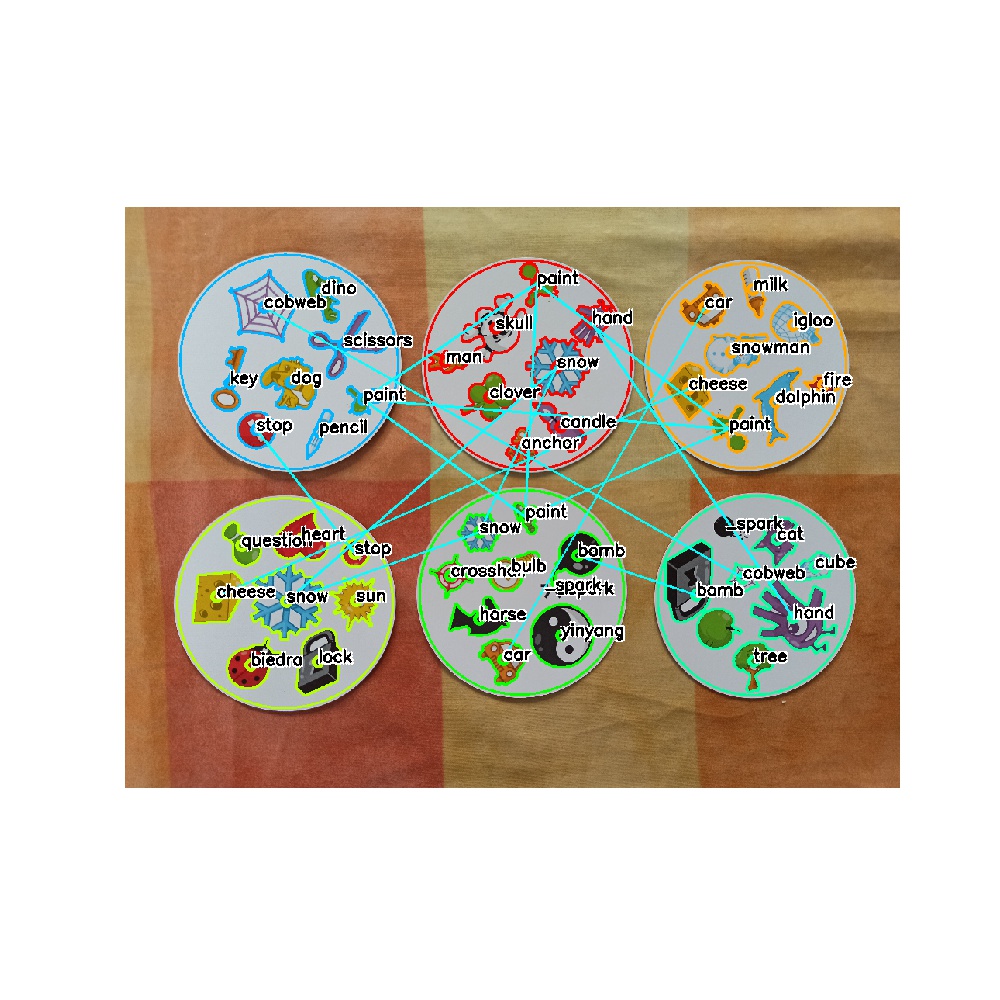 cobweb
dino
scissors
key
dog
paint
stop
pencil
paint
skull
hand
man
snow
clover
candle
anchor
car
milk
igloo
snowman
cheese
fire
dolphin
paint
question
heart
stop
cheese
snow
sun
biedra
lock
paint
snow
bomb
bulb
spark
horse
yinyang
car
_spark
cat
cube
cobweb
bomb
hand
tree